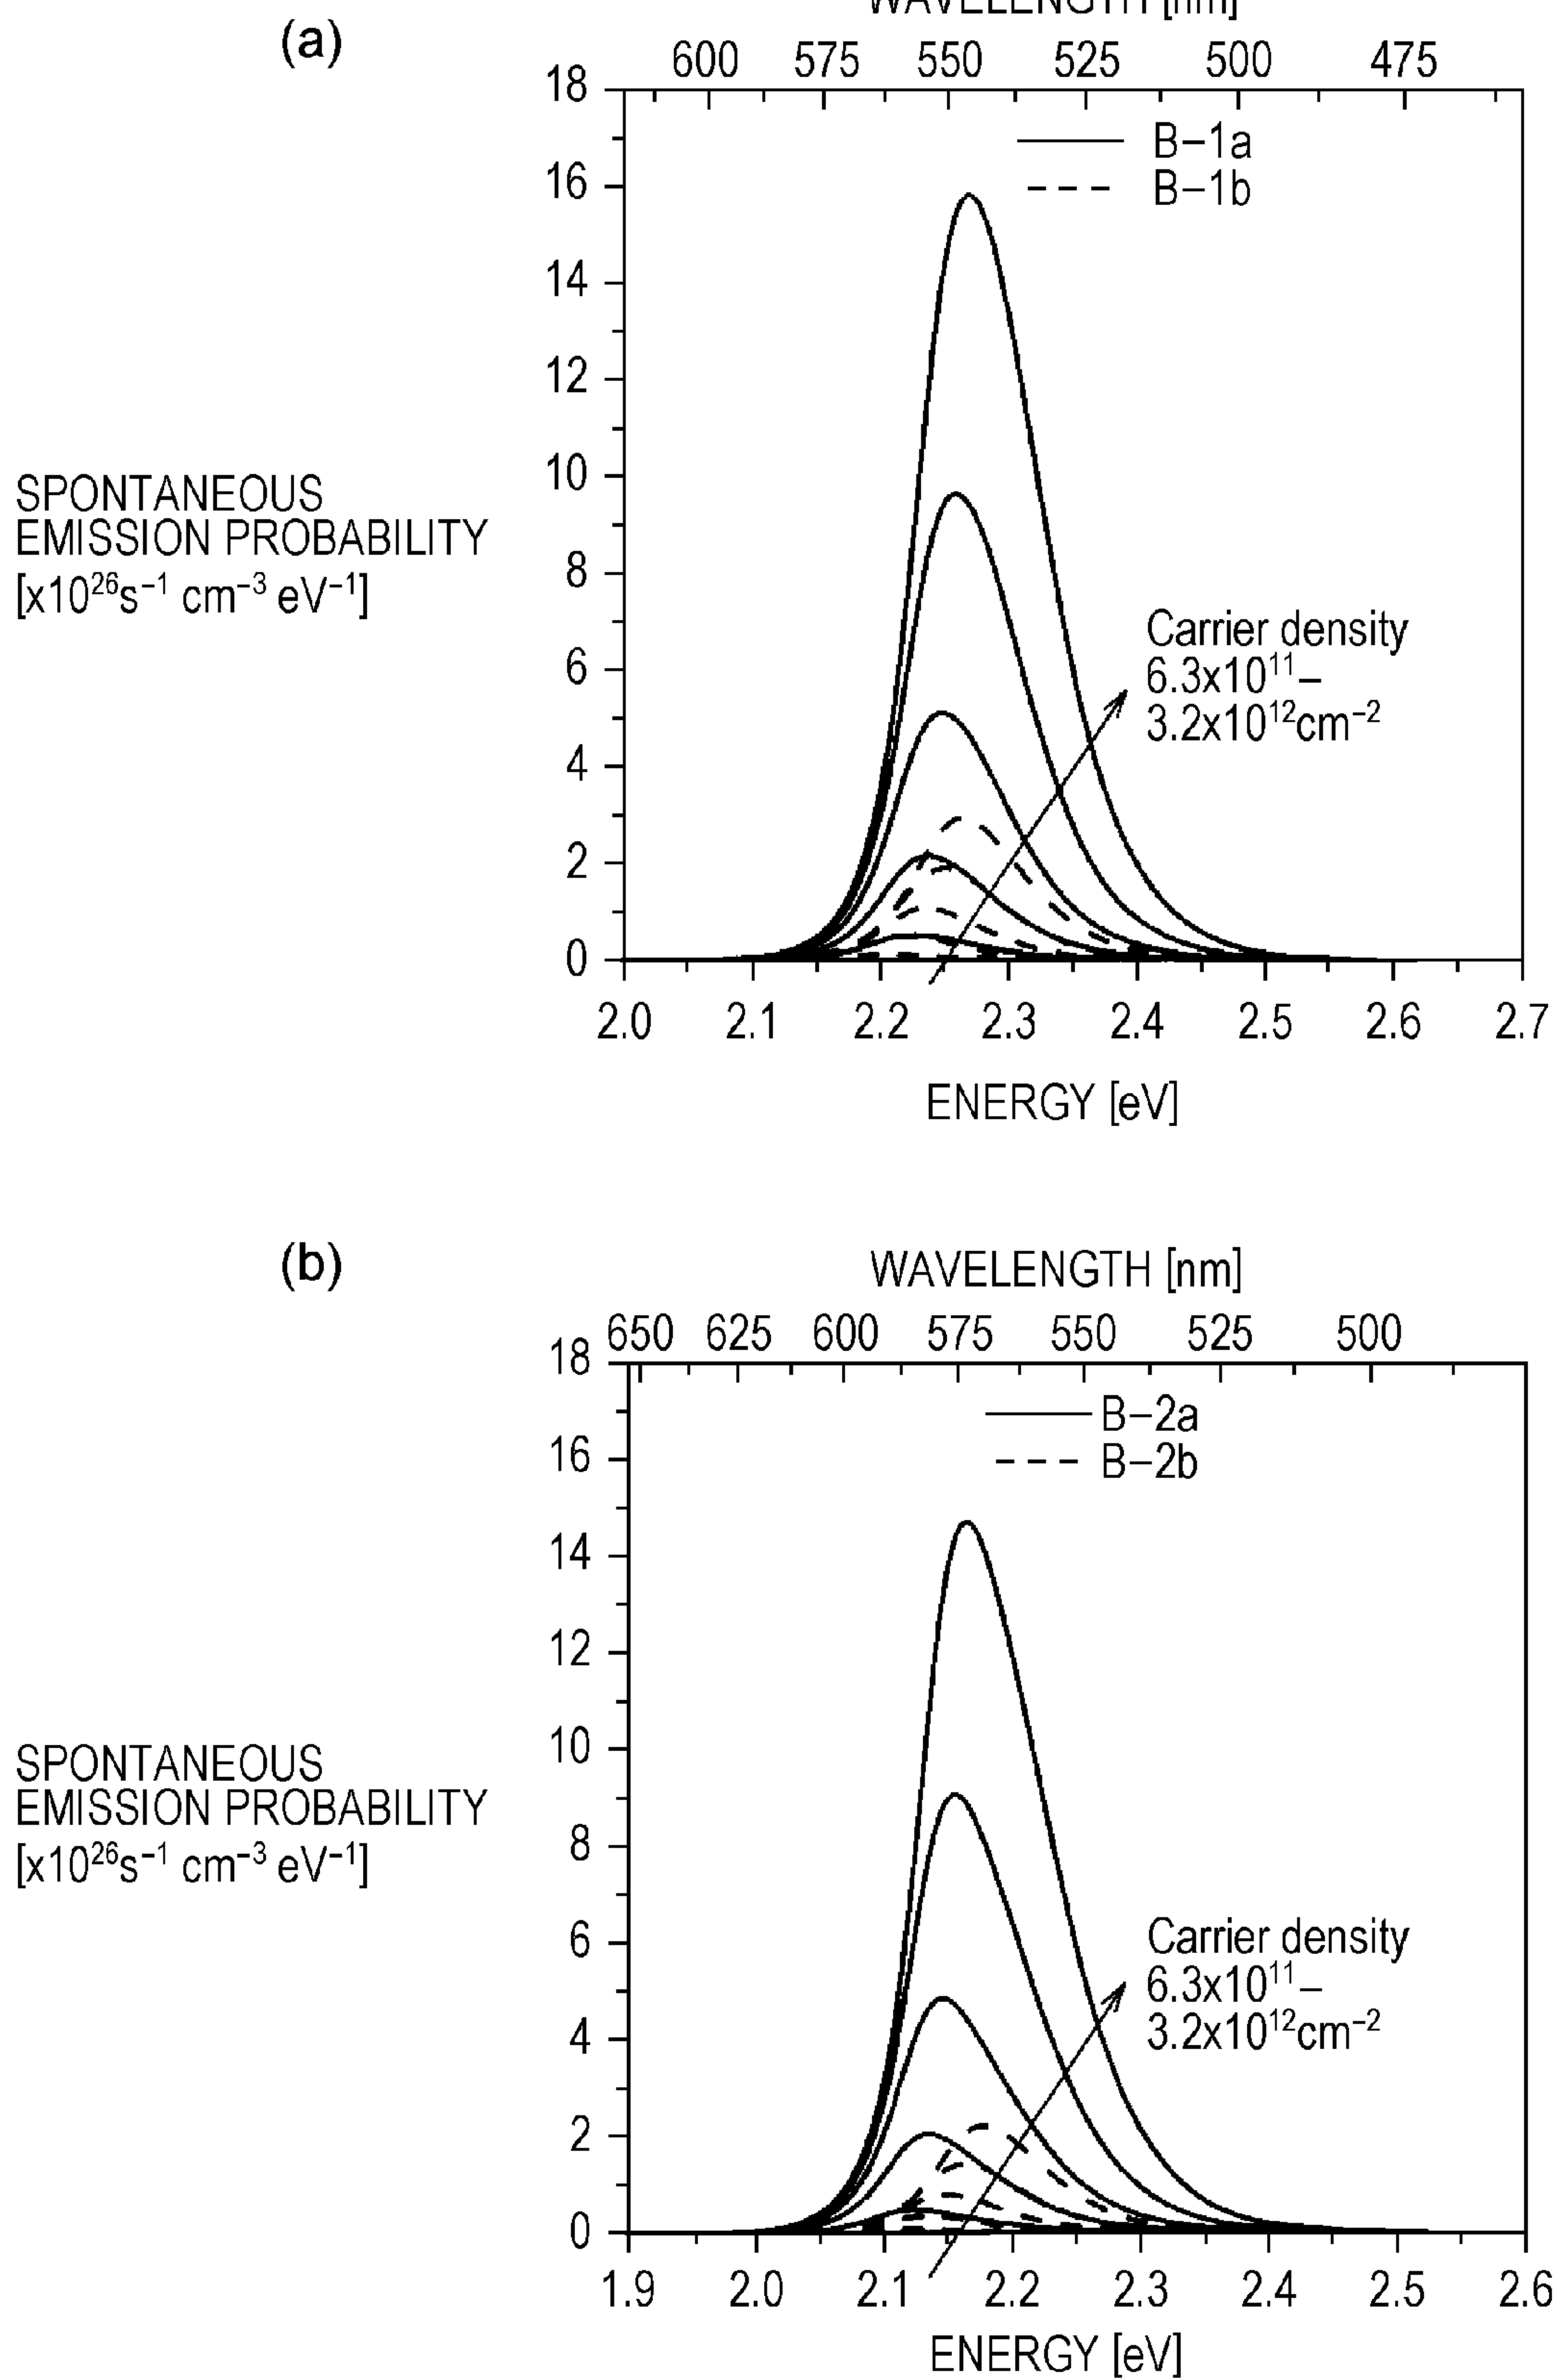 (a)
WAVELENGTH [nm]
600 575 550 525 500 475
18
B–1a
B–1b
16
14
12
10
8
6
4
2
0
SPONTANEOUS
EMISSION PROBABILITY
[x10²⁶s⁻¹ cm⁻³ eV⁻¹]
Carrier density
6.3x10¹¹–
3.2x10¹²cm⁻²
2.0 2.1 2.2 2.3 2.4 2.5 2.6 2.7
ENERGY [eV]
(b)
WAVELENGTH [nm]
650 625 600 575 550 525 500
18
B–2a
B–2b
16
14
12
10
8
6
4
2
0
SPONTANEOUS
EMISSION PROBABILITY
[x10²⁶s⁻¹ cm⁻³ eV⁻¹]
Carrier density
6.3x10¹¹–
3.2x10¹²cm⁻²
1.9 2.0 2.1 2.2 2.3 2.4 2.5 2.6
ENERGY [eV]